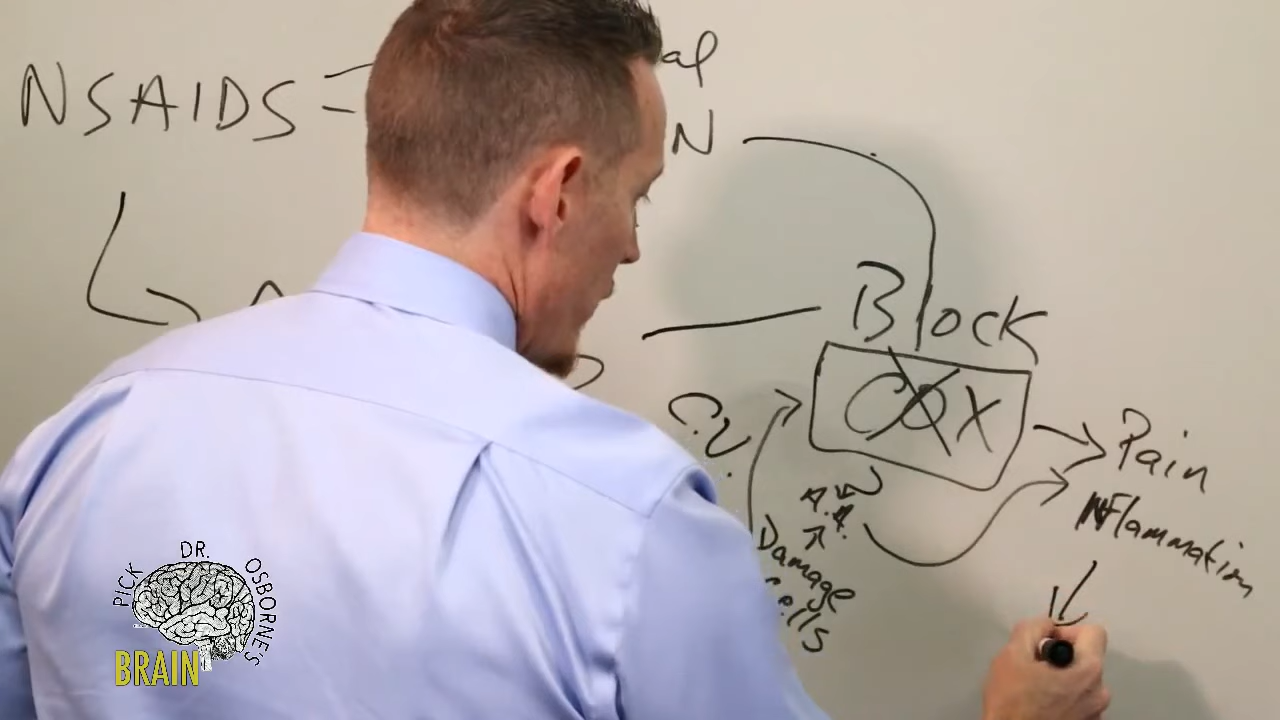 NSAIDS =
al
N
Block
COX
C.V.
A.A.
Pain
Inflammation
Damage
Cells
PICK DR. OSBORNE'S
BRAIN